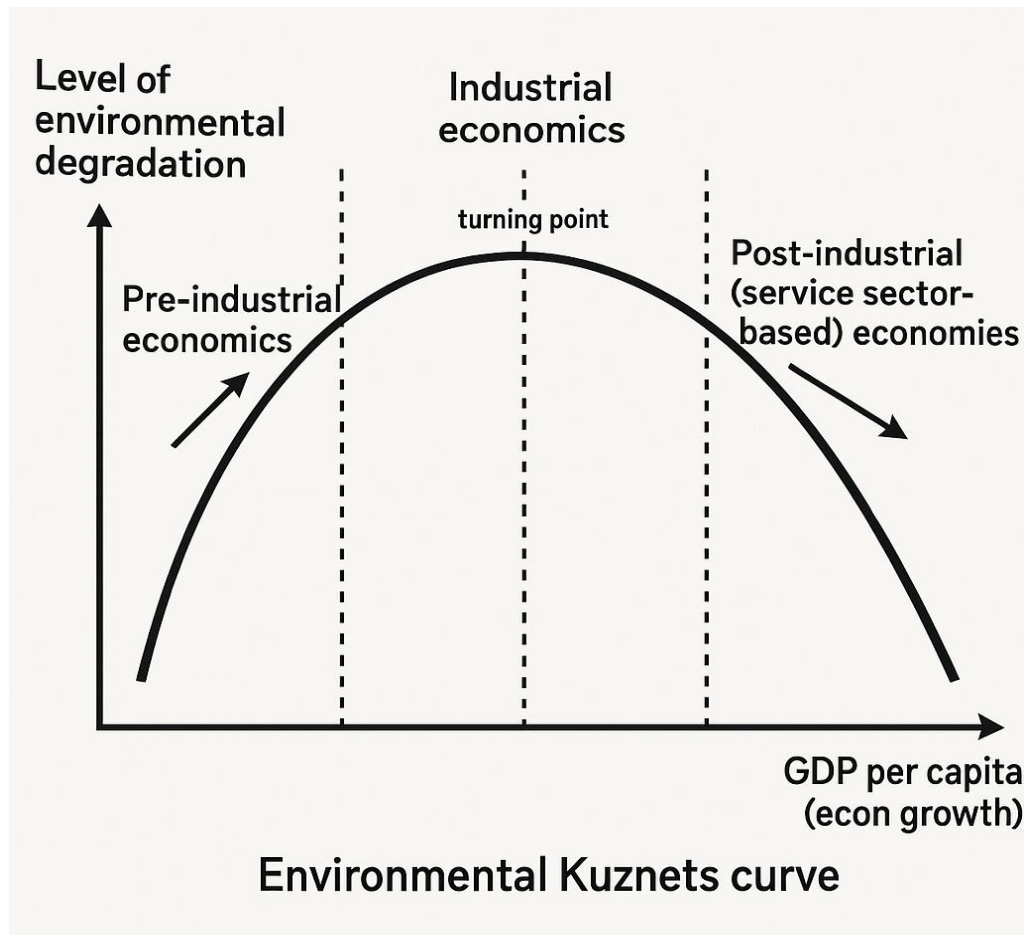 Level of
environmental
degradation
Industrial
economics
turning point
Pre-industrial
economics
Post-industrial
(service sector-
based) economies
GDP per capita
(econ growth)
Environmental Kuznets curve